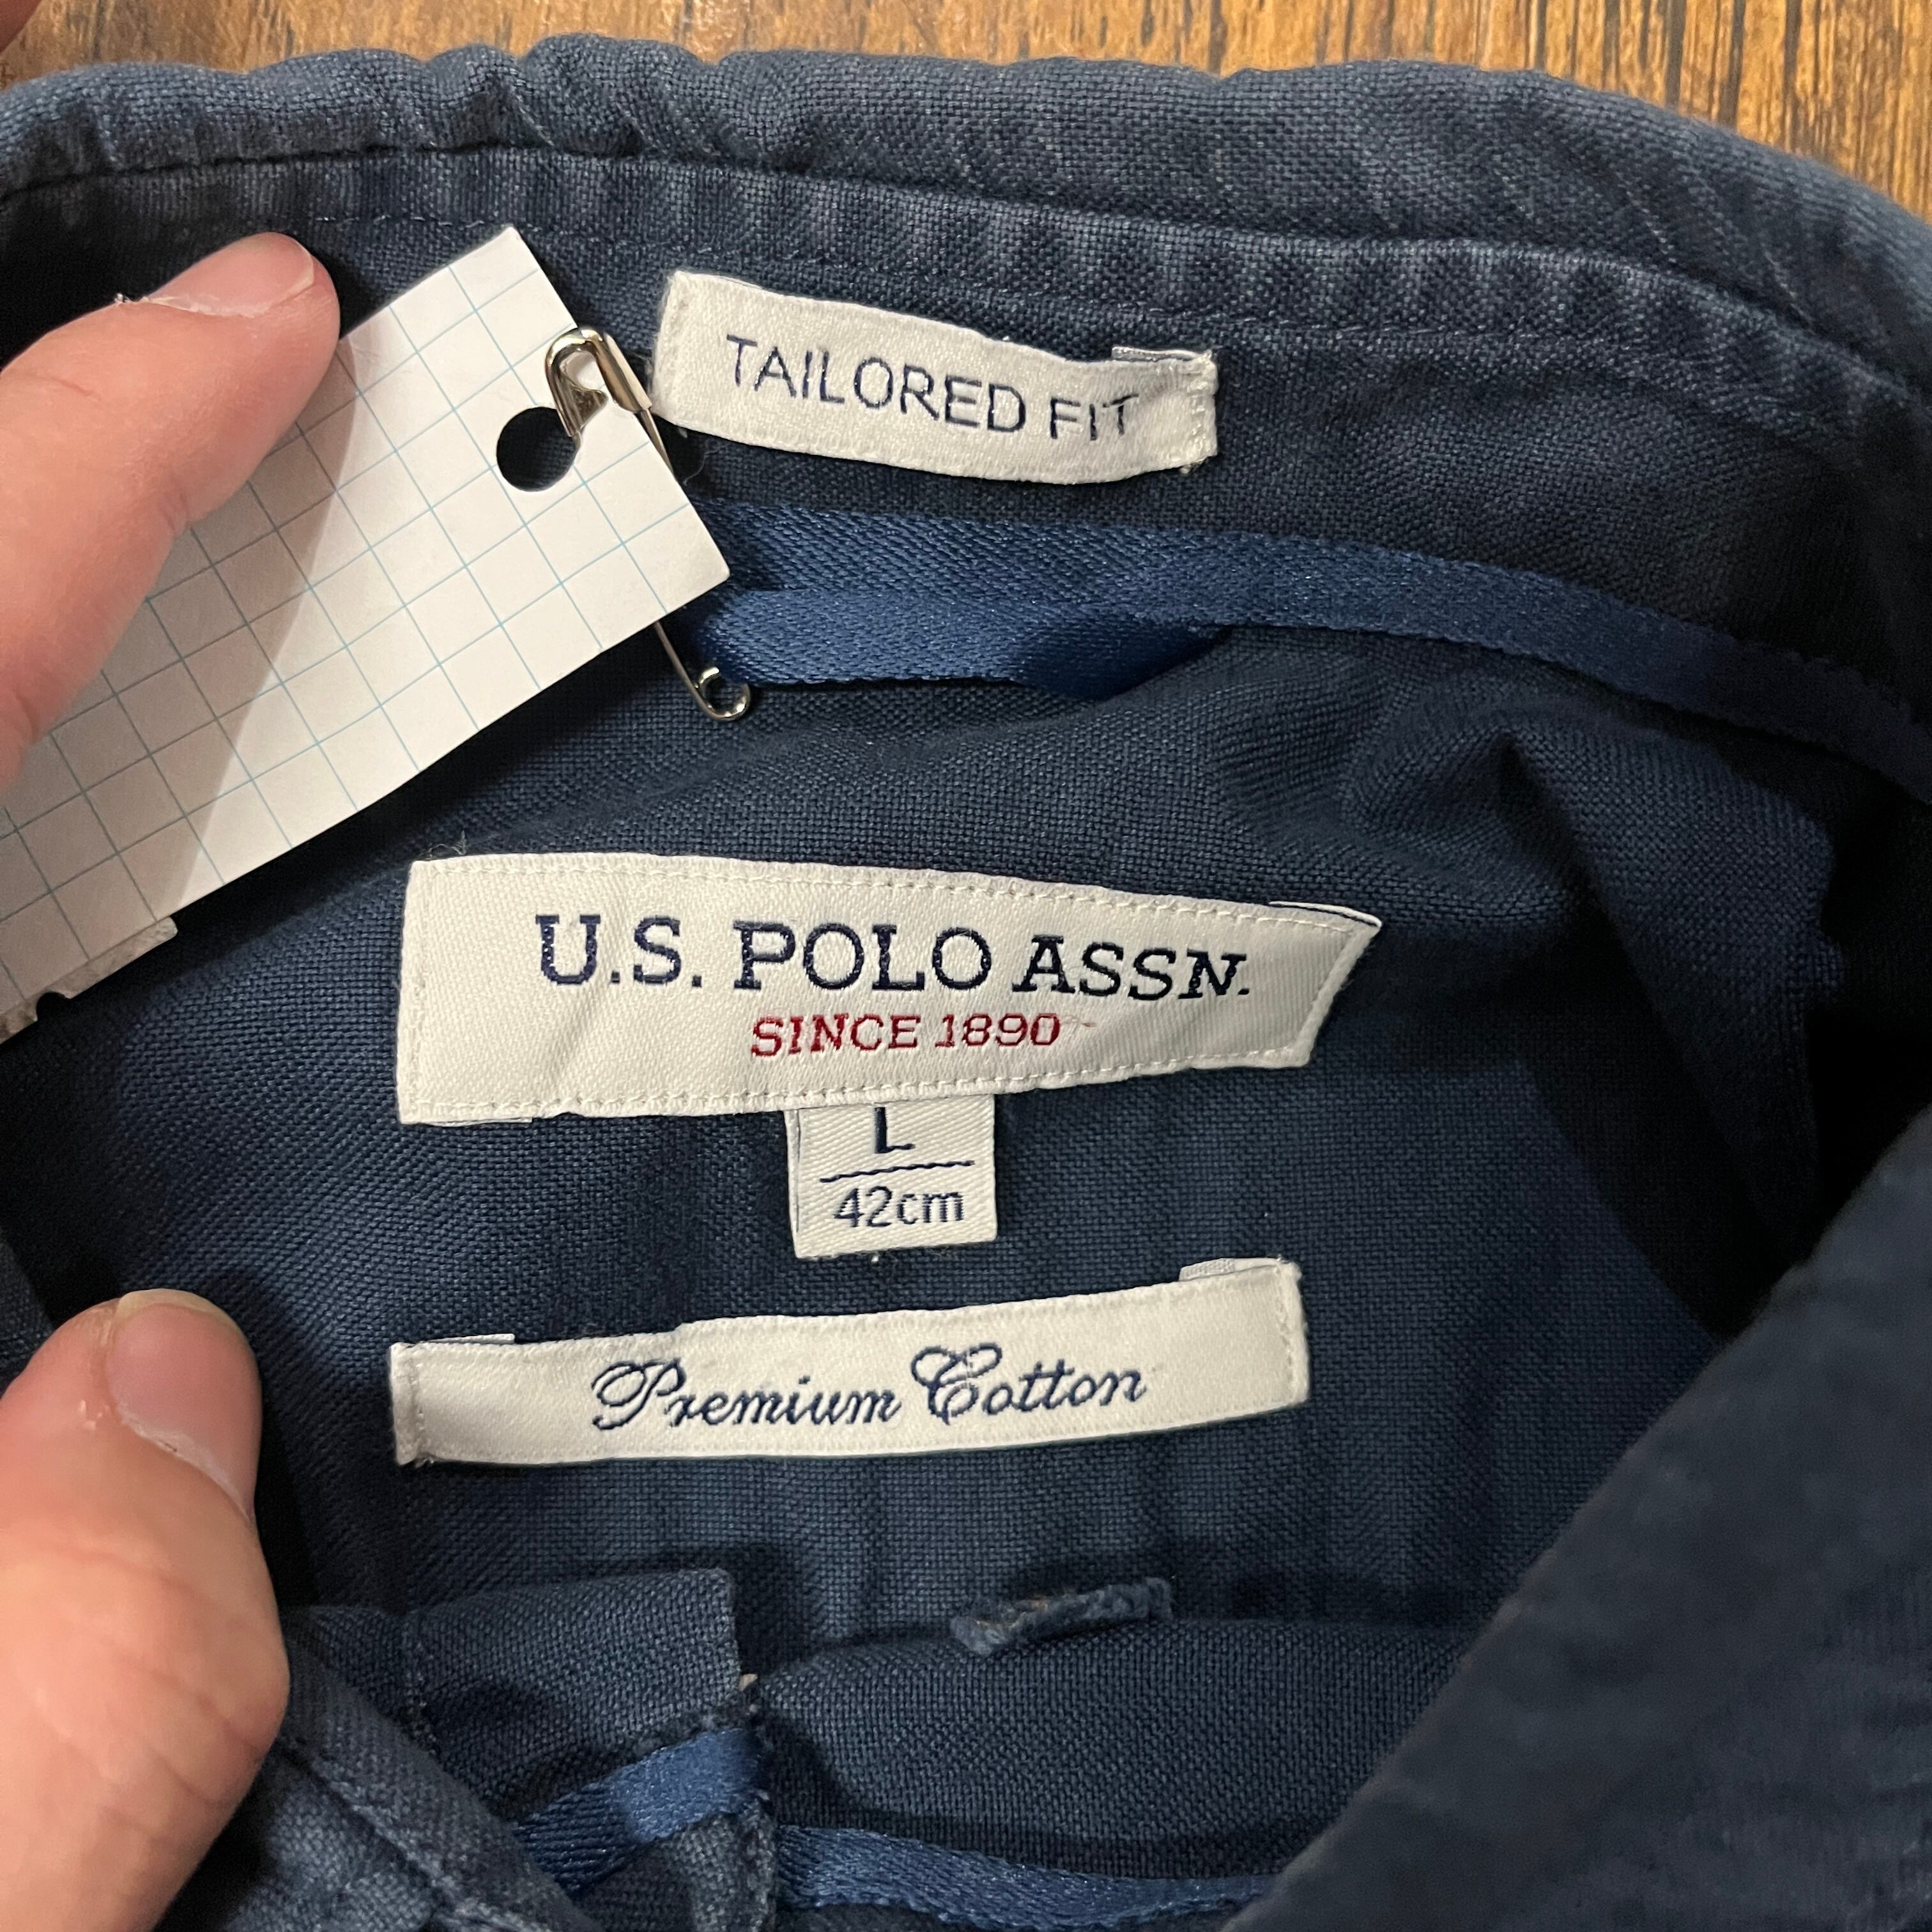 TAILORED FIT
U.S. POLO ASSN.
SINCE 1890
L
42cm
Premium Cotton